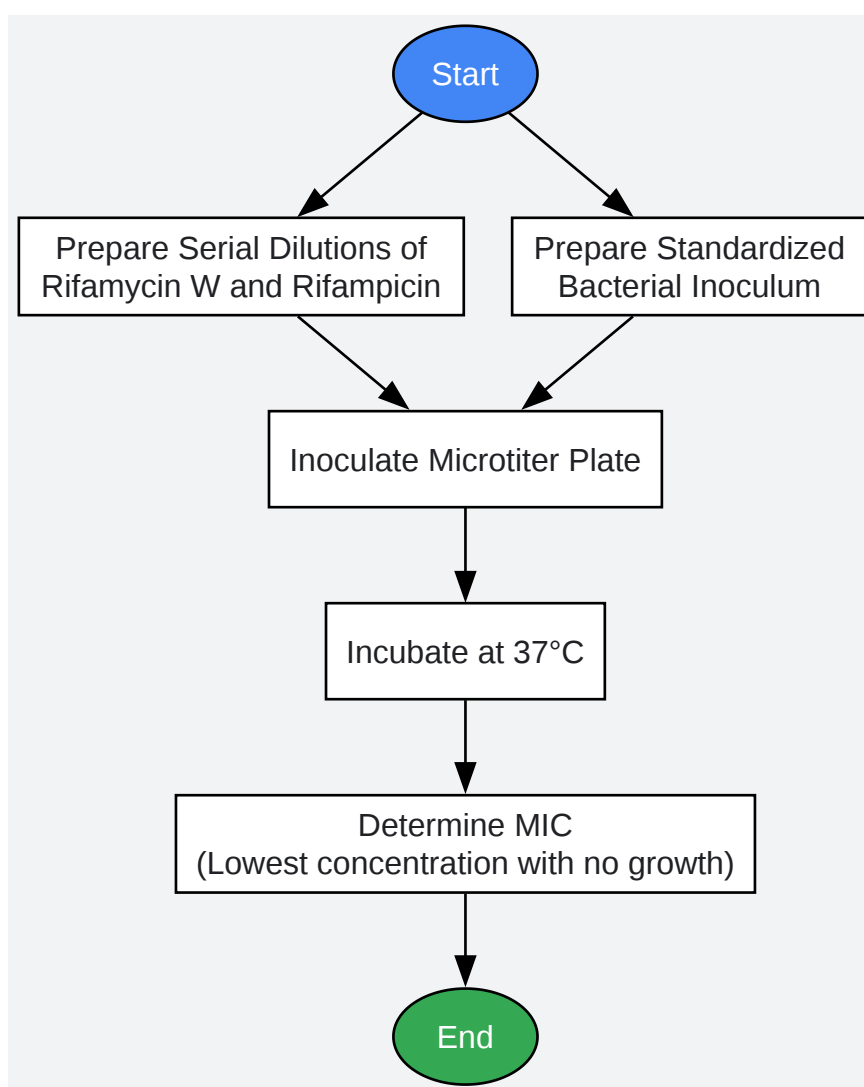 Start
Prepare Serial Dilutions of
Rifamycin W and Rifampicin
Prepare Standardized
Bacterial Inoculum
Inoculate Microtiter Plate
Incubate at 37°C
Determine MIC
(Lowest concentration with no growth)
End